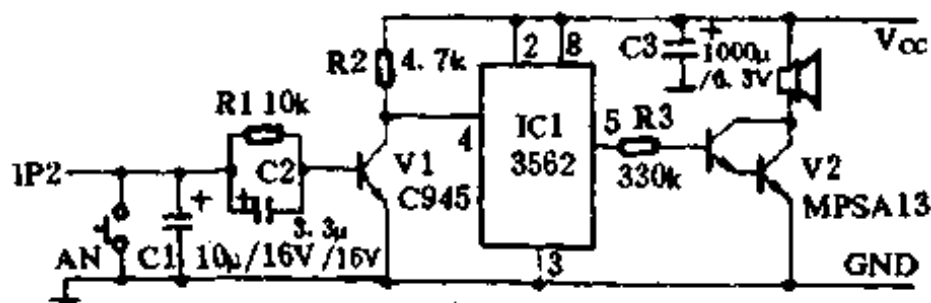 2 8 C3 + 1000μ /6.3V V_CC
R2 4.7k
R1 10k
4 IC1 3562 5 R3 330k
1P2 C2 V1 C945 V2 MPSA13
+ + 3.3μ /16V
AN C1 10μ/16V 3 GND